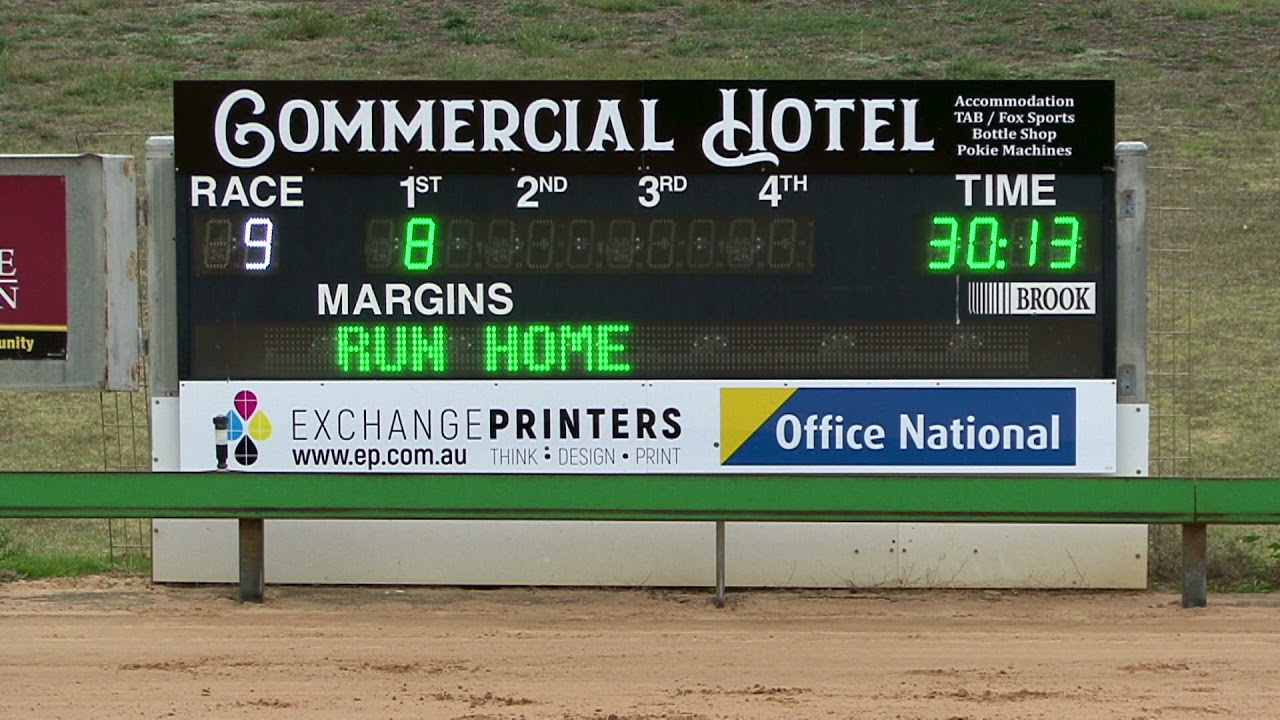 COMMERCIAL HOTEL
Accommodation
TAB / Fox Sports
Bottle Shop
Pokie Machines
RACE 1ST 2ND 3RD 4TH TIME
9 8 30:13
MARGINS
BROOK
RUN HOME
EXCHANGEPRINTERS
www.ep.com.au THINK : DESIGN • PRINT
Office National
E
N
unity